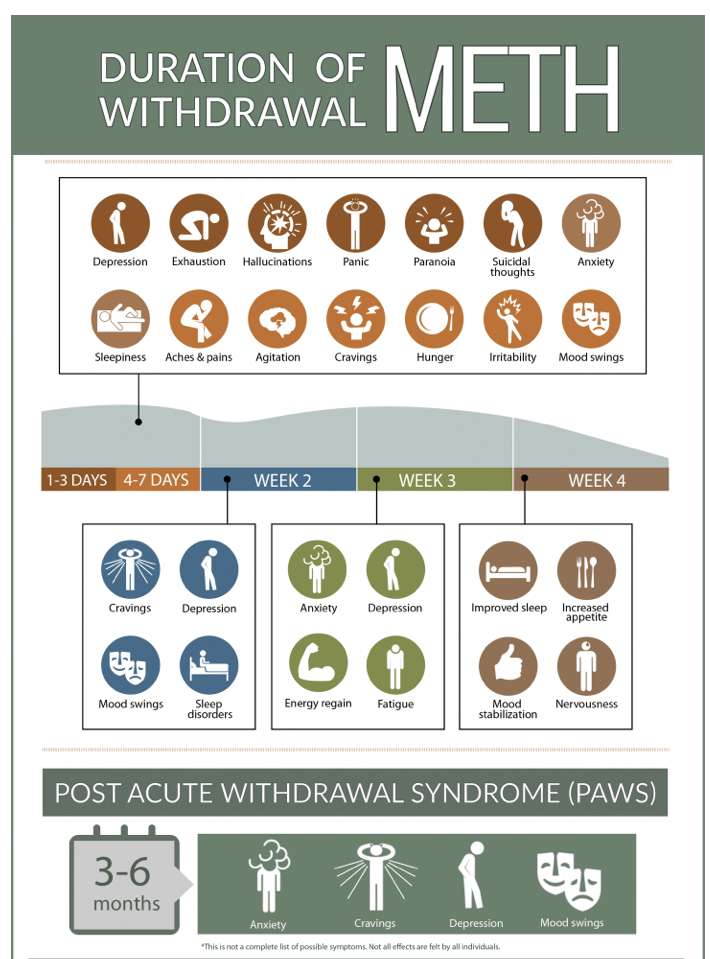 DURATION OF
WITHDRAWAL
METH
Depression
Exhaustion
Hallucinations
Panic
Paranoia
Suicidal
thoughts
Anxiety
Sleepiness
Aches & pains
Agitation
Cravings
Hunger
Irritability
Mood swings
1-3 DAYS
4-7 DAYS
WEEK 2
WEEK 3
WEEK 4
Cravings
Depression
Mood swings
Sleep
disorders
Anxiety
Depression
Energy regain
Fatigue
Improved sleep
Increased
appetite
Mood
stabilization
Nervousness
POST ACUTE WITHDRAWAL SYNDROME (PAWS)
3-6
months
Anxiety
Cravings
Depression
Mood swings
*This is not a complete list of possible symptoms. Not all effects are felt by all individuals.